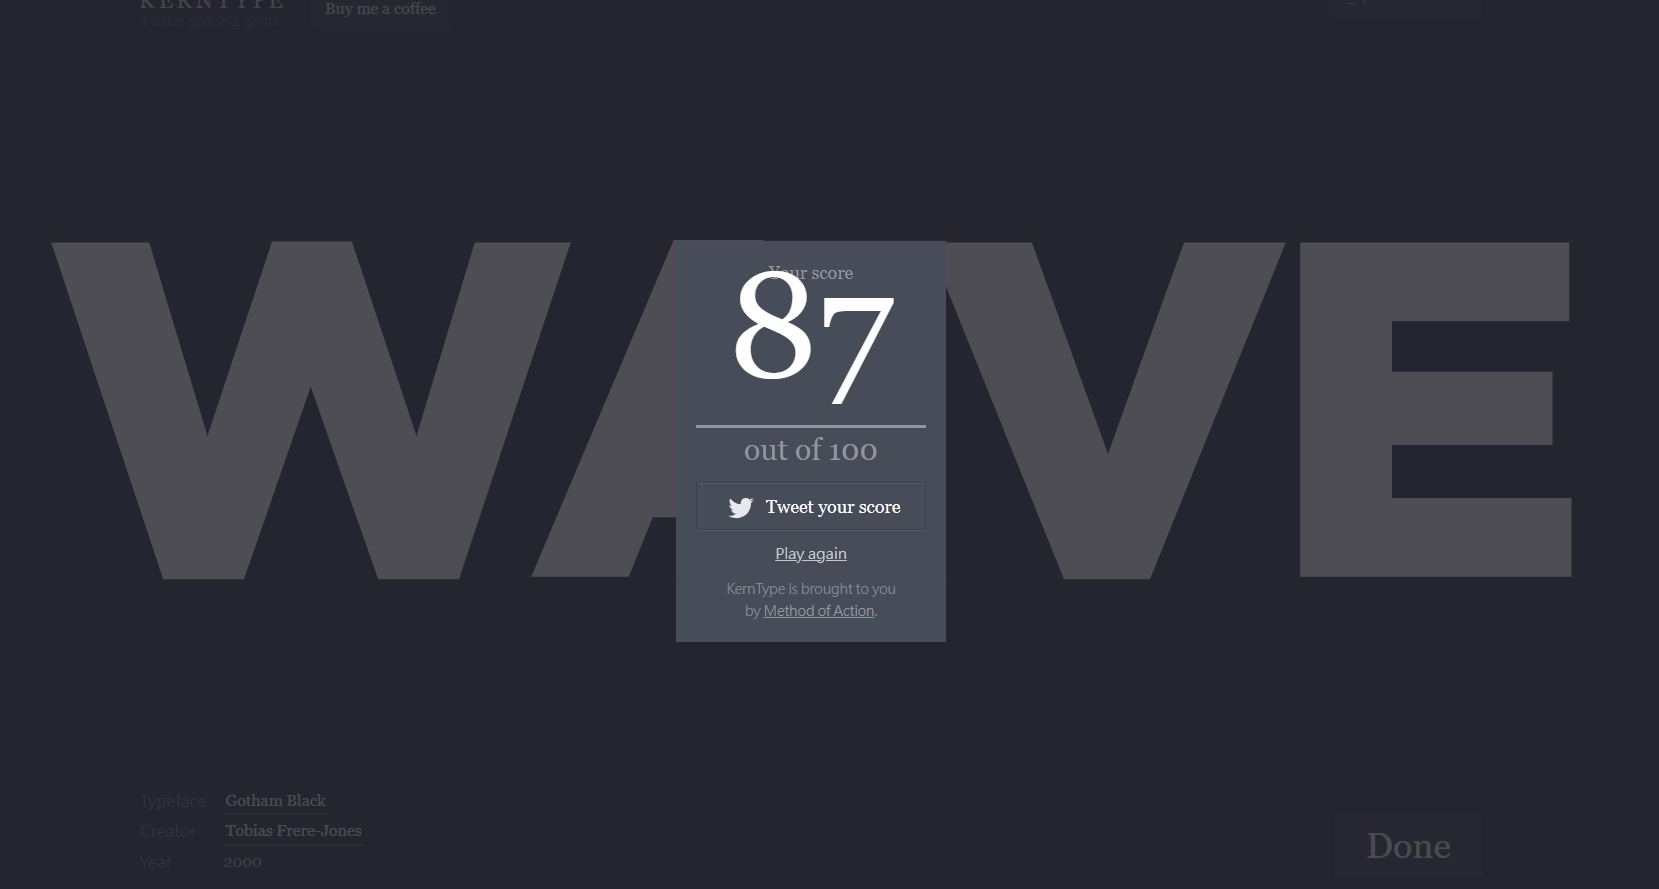 KERNTYPE
a letter spacing game
Buy me a coffee
WAVE
Your score
87
out of 100
Tweet your score
Play again
KernType is brought to you
by Method of Action.
Typeface Gotham Black
Creator Tobias Frere-Jones
Year 2000
Done